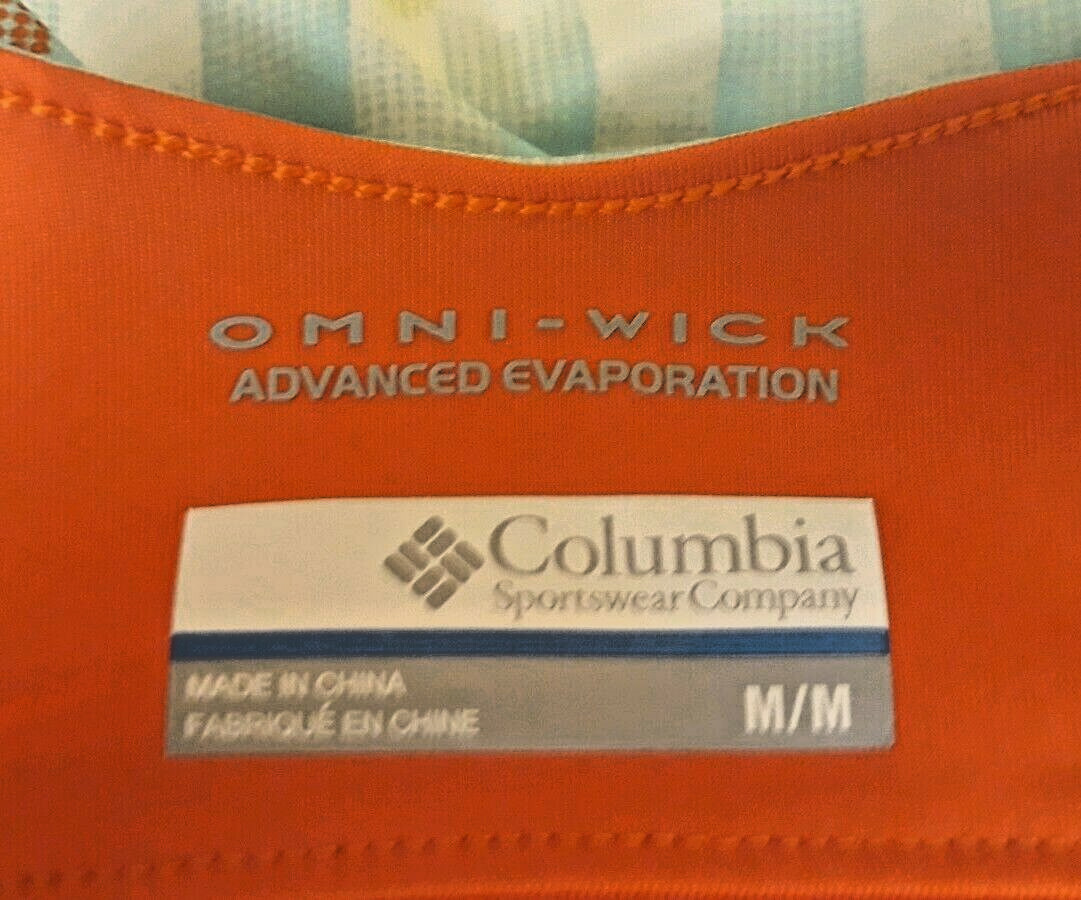 OMNI-WICK
ADVANCED EVAPORATION
Columbia
Sportswear Company
MADE IN CHINA
FABRIQUÉ EN CHINE
M/M